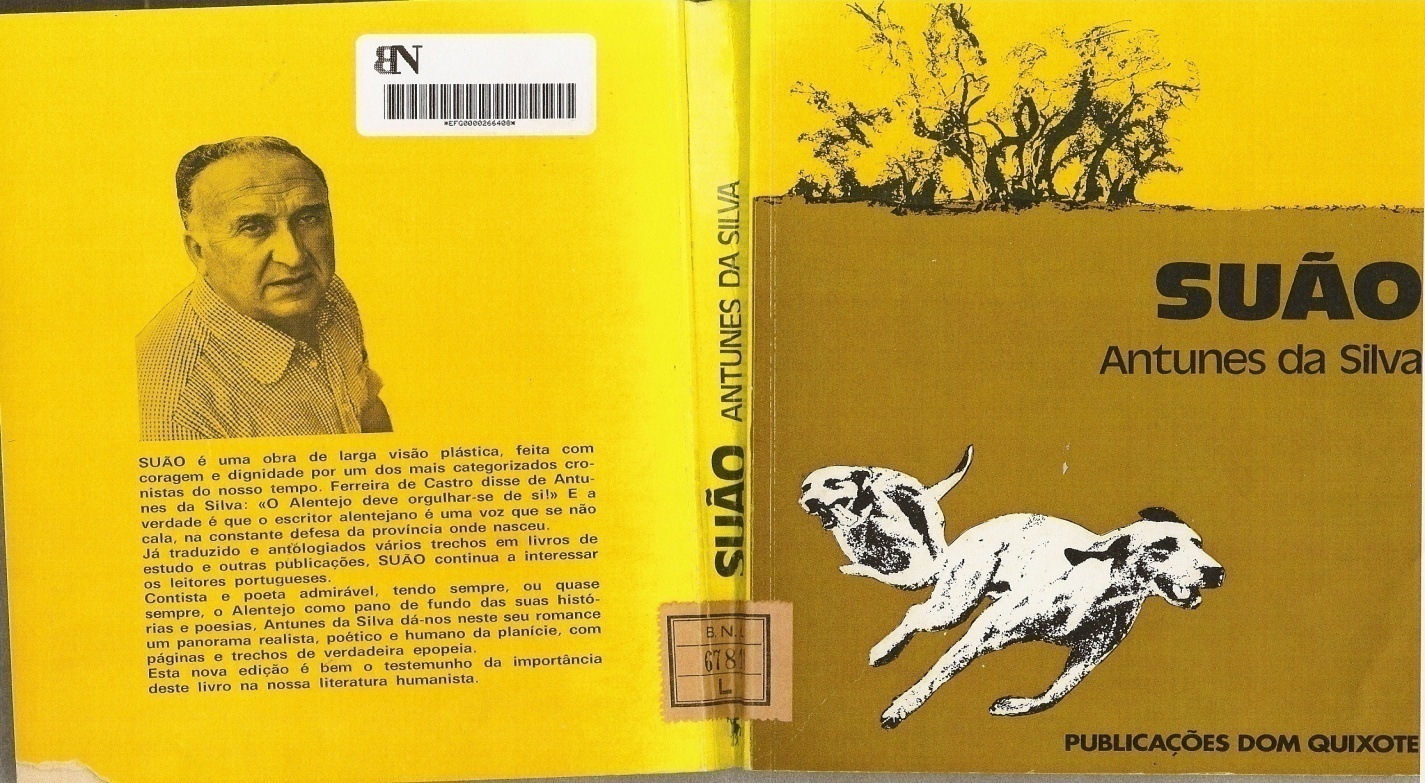 BN
*EFG0000266408*
SUÃO é uma obra de larga visão plástica, feita com
coragem e dignidade por um dos mais categorizados cro-
nistas do nosso tempo. Ferreira de Castro disse de Antu-
nes da Silva: «O Alentejo deve orgulhar-se de si!» E a
verdade é que o escritor alentejano é uma voz que se não
cala, na constante defesa da província onde nasceu.
Já traduzido e antologiados vários trechos em livros de
estudo e outras publicações, SUÃO continua a interessar
os leitores portugueses.
Contista e poeta admirável, tendo sempre, ou quase
sempre, o Alentejo como pano de fundo das suas histó-
rias e poesias, Antunes da Silva dá-nos neste seu romance
um panorama realista, poético e humano da planície, com
páginas e trechos de verdadeira epopeia.
Esta nova edição é bem o testemunho da importância
deste livro na nossa literatura humanista.
SUÃO ANTUNES DA SILVA
B. N. L
L
SUÃO
Antunes da Silva
PUBLICAÇÕES DOM QUIXOTE